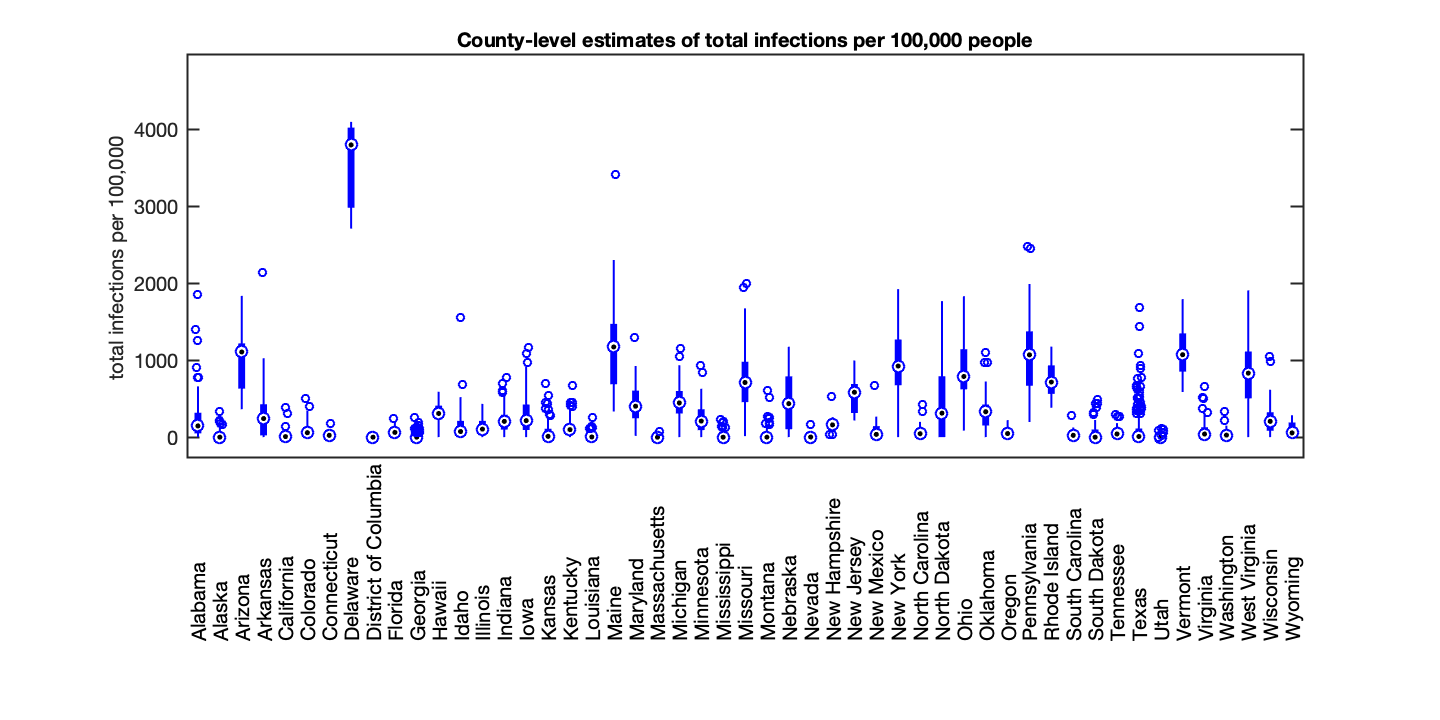 County-level estimates of total infections per 100,000 people
total infections per 100,000
4000
3000
2000
1000
0
Alabama
Alaska
Arizona
Arkansas
California
Colorado
Connecticut
Delaware
District of Columbia
Florida
Georgia
Hawaii
Idaho
Illinois
Indiana
Iowa
Kansas
Kentucky
Louisiana
Maine
Maryland
Massachusetts
Michigan
Minnesota
Mississippi
Missouri
Montana
Nebraska
Nevada
New Hampshire
New Jersey
New Mexico
New York
North Carolina
North Dakota
Ohio
Oklahoma
Oregon
Pennsylvania
Rhode Island
South Carolina
South Dakota
Tennessee
Texas
Utah
Vermont
Virginia
Washington
West Virginia
Wisconsin
Wyoming